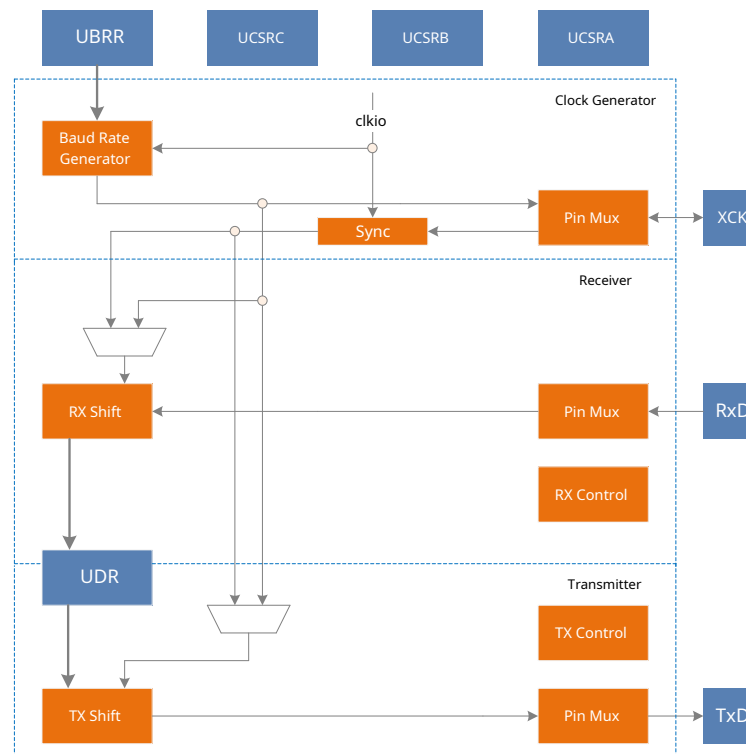 UBRR
UCSRC
UCSRB
UCSRA
Clock Generator
clkio
Baud Rate
Generator
Pin Mux
XCK
Sync
Receiver
RX Shift
Pin Mux
RxD
RX Control
UDR
Transmitter
TX Control
TX Shift
Pin Mux
TxD